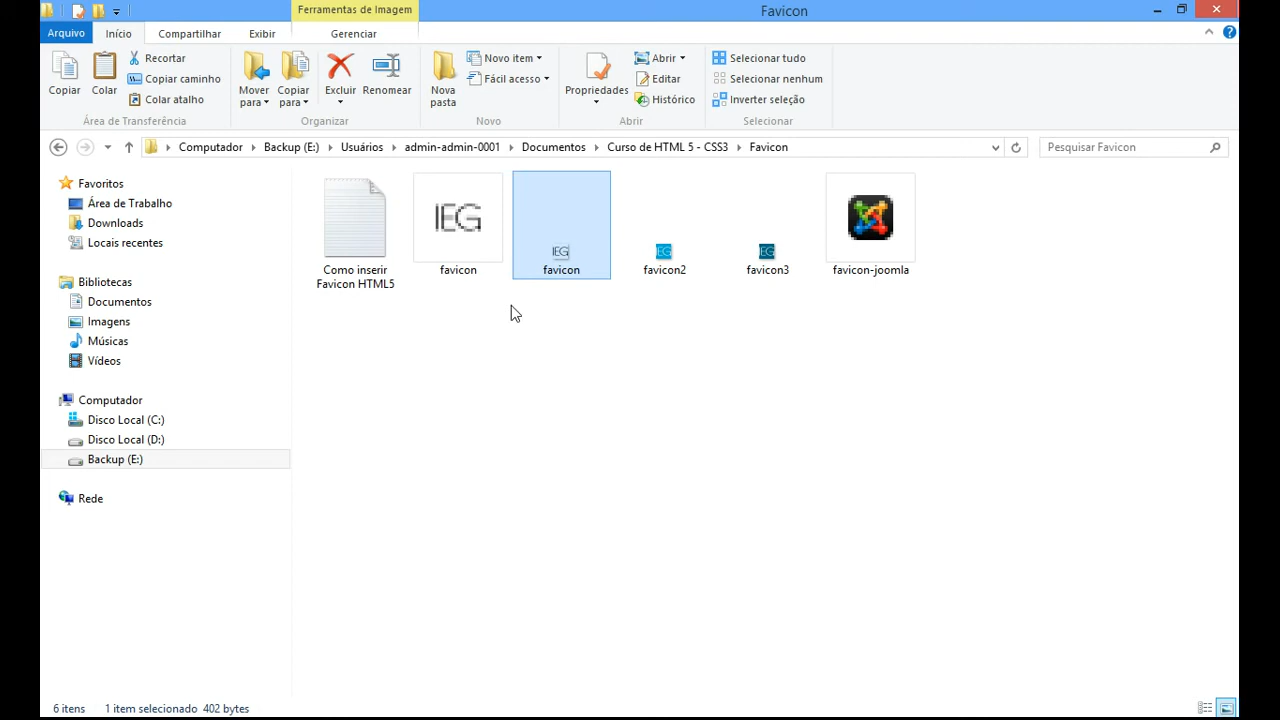 Ferramentas de Imagem
Favicon
Arquivo
Início
Compartilhar
Exibir
Gerenciar
Copiar
Colar
Recortar
Copiar caminho
Colar atalho
Área de Transferência
Mover para
Copiar para
Excluir
Renomear
Organizar
Nova pasta
Novo item
Fácil acesso
Novo
Propriedades
Abrir
Editar
Histórico
Abrir
Selecionar tudo
Selecionar nenhum
Inverter seleção
Selecionar
Computador
Backup (E:)
Usuários
admin-admin-0001
Documentos
Curso de HTML 5 - CSS3
Favicon
Pesquisar Favicon
Favoritos
Área de Trabalho
Downloads
Locais recentes
Bibliotecas
Documentos
Imagens
Músicas
Vídeos
Computador
Disco Local (C:)
Disco Local (D:)
Backup (E:)
Rede
Como inserir
Favicon HTML5
IEG
favicon
IEG
favicon
IEG
favicon2
IEG
favicon3
favicon-joomla
6 itens
1 item selecionado 402 bytes